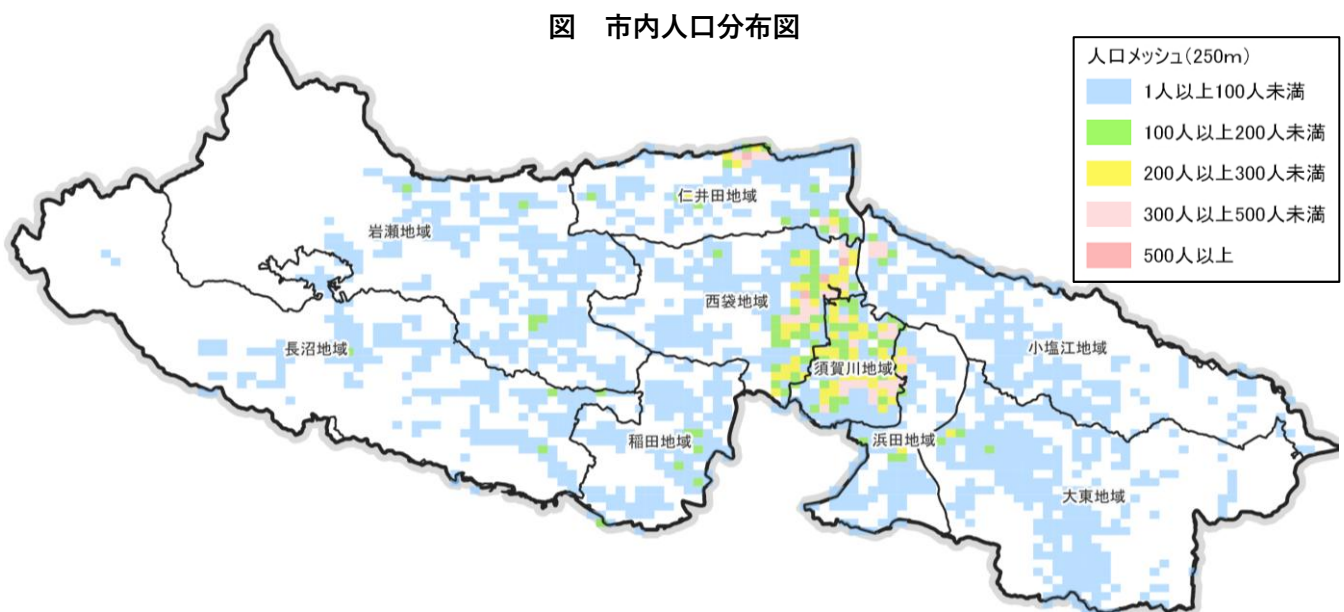 図　市内人口分布図
人口メッシュ(250m)
1人以上100人未満
100人以上200人未満
200人以上300人未満
300人以上500人未満
500人以上
仁井田地域
岩瀬地域
西袋地域
長沼地域
小塩江地域
須賀川地域
稲田地域
浜田地域
大東地域